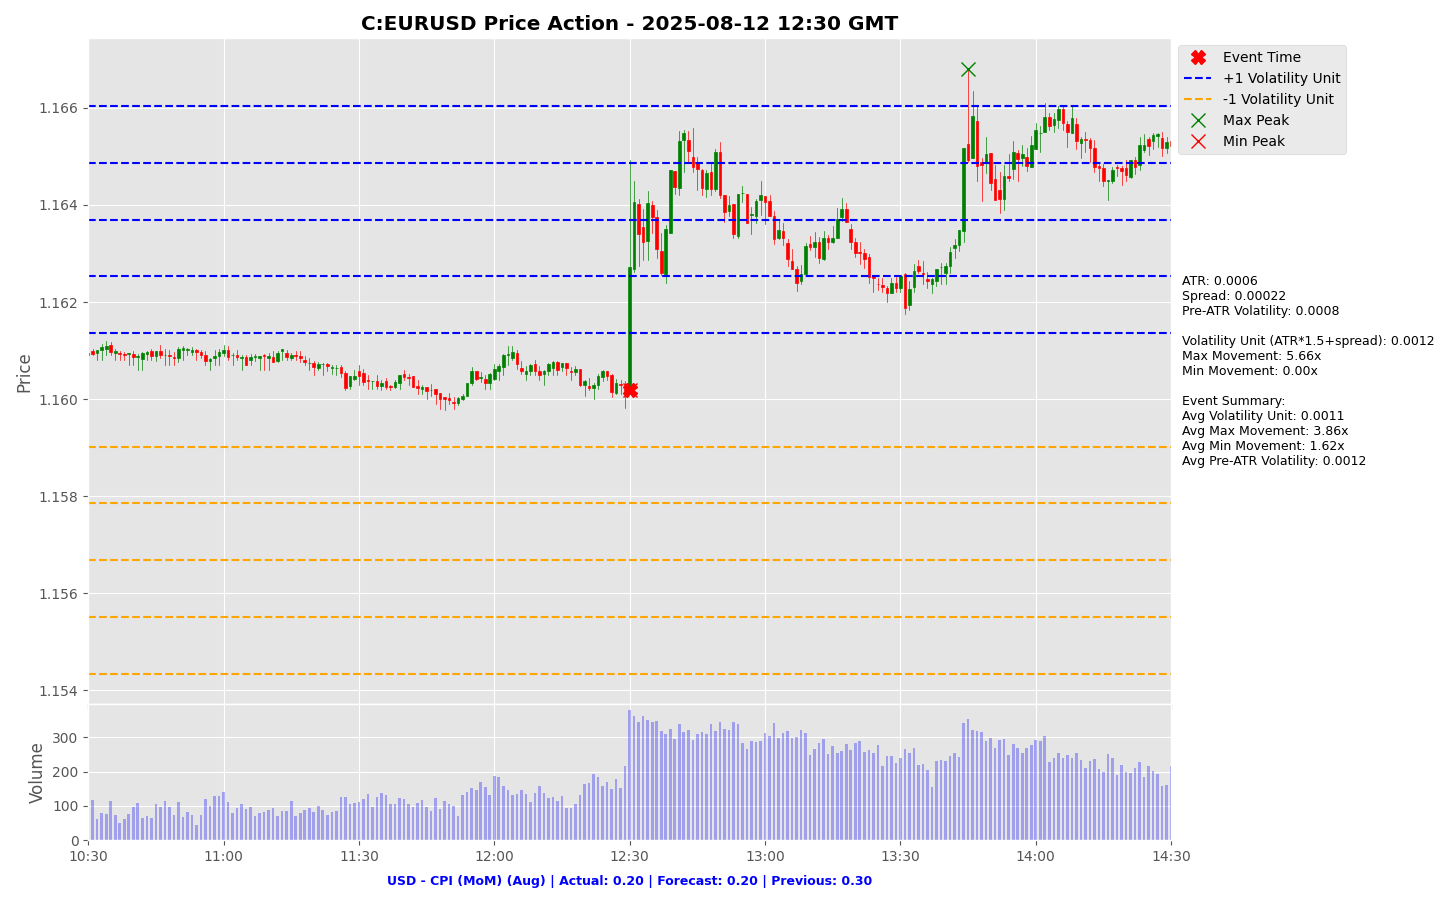 C:EURUSD Price Action - 2025-08-12 12:30 GMT
Event Time
+1 Volatility Unit
-1 Volatility Unit
Max Peak
Min Peak
Price
1.166
1.164
1.162
1.160
1.158
1.156
1.154
ATR: 0.0006
Spread: 0.00022
Pre-ATR Volatility: 0.0008
Volatility Unit (ATR*1.5+spread): 0.0012
Max Movement: 5.66x
Min Movement: 0.00x
Event Summary:
Avg Volatility Unit: 0.0011
Avg Max Movement: 3.86x
Avg Min Movement: 1.62x
Avg Pre-ATR Volatility: 0.0012
Volume
300
200
100
0
10:30 11:00 11:30 12:00 12:30 13:00 13:30 14:00 14:30
USD - CPI (MoM) (Aug) | Actual: 0.20 | Forecast: 0.20 | Previous: 0.30